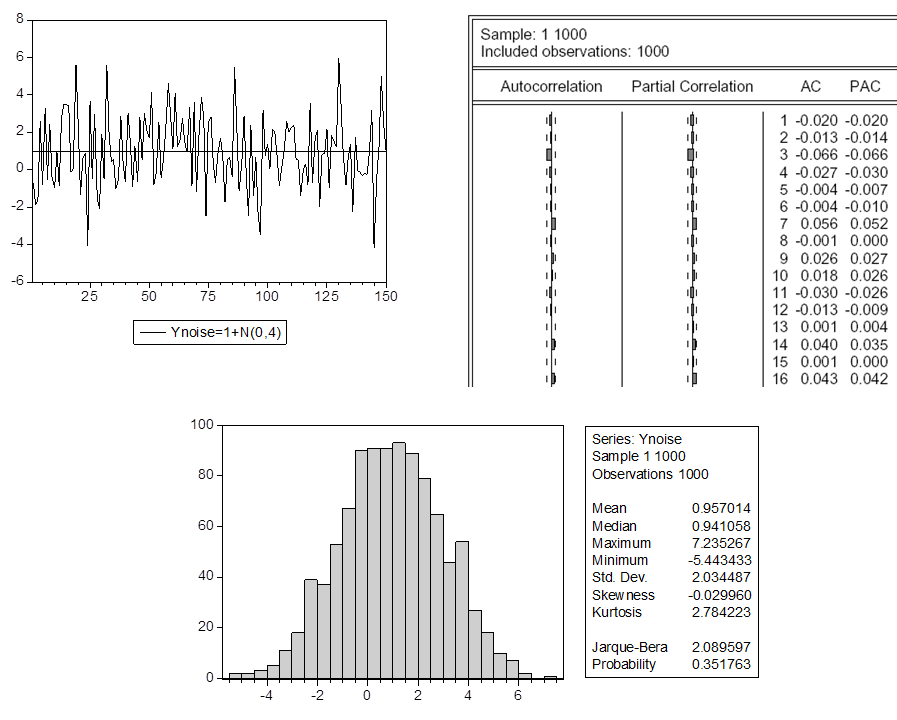 8
6
4
2
0
-2
-4
-6
25 50 75 100 125 150
Ynoise=1+N(0,4)
Sample: 1 1000
Included observations: 1000
Autocorrelation Partial Correlation AC PAC
1 -0.020 -0.020
2 -0.013 -0.014
3 -0.066 -0.066
4 -0.027 -0.030
5 -0.004 -0.007
6 -0.004 -0.010
7 0.056 0.052
8 -0.001 0.000
9 0.026 0.027
10 0.018 0.026
11 -0.030 -0.026
12 -0.013 -0.009
13 0.001 0.004
14 0.040 0.035
15 0.001 0.000
16 0.043 0.042
100
80
60
40
20
0
-4 -2 0 2 4 6
Series: Ynoise
Sample 1 1000
Observations 1000
Mean 0.957014
Median 0.941058
Maximum 7.235267
Minimum -5.443433
Std. Dev. 2.034487
Skewness -0.029960
Kurtosis 2.784223
Jarque-Bera 2.089597
Probability 0.351763